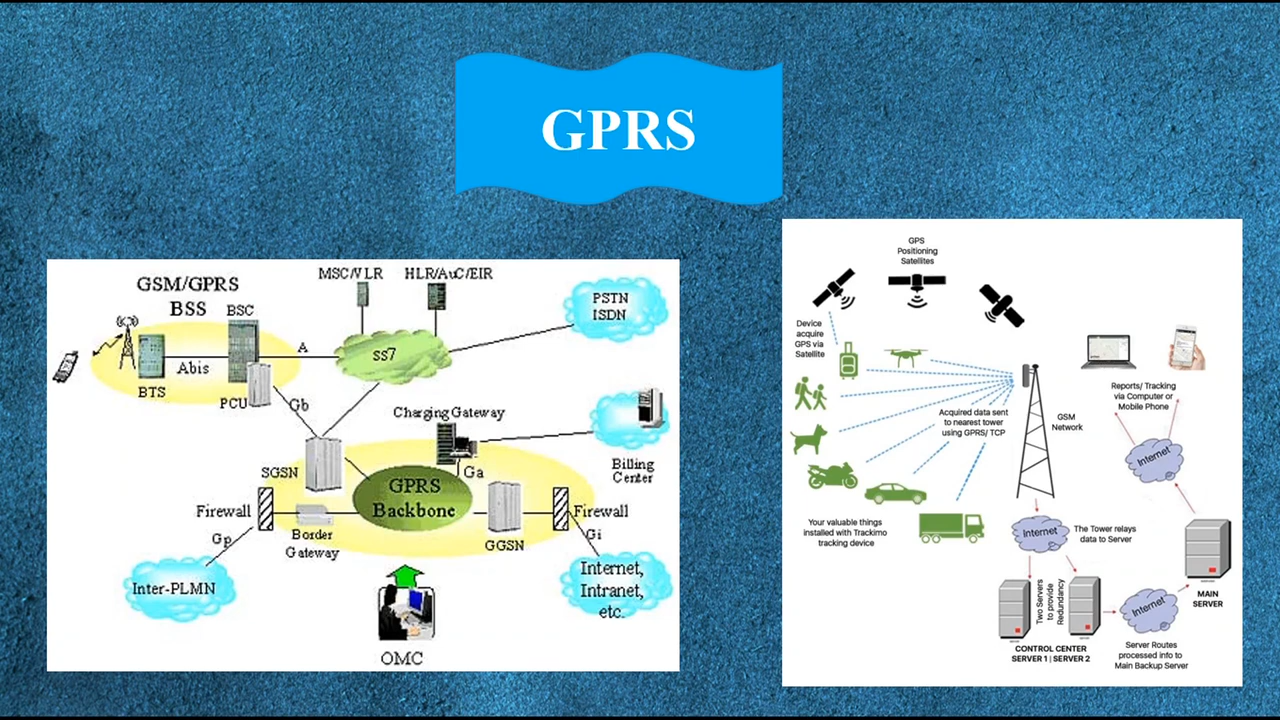 GPRS
GSM/GPRS
BSS
BSC
MSC/VLR
HLR/AuC/EIR
PSTN
ISDN
A
ss7
Abis
BTS
PCU
Gb
Charging Gateway
SGSN
Ga
Billing
Center
GPRS
Backbone
Firewall
Firewall
Gp
Border
Gateway
GGSN
Gi
Inter-PLMN
Internet,
Intranet,
etc.
OMC
GPS
Positioning
Satellites
Device
acquire
GPS via
Satellite
Reports/ Tracking
via Computer or
Mobile Phone
Acquired data sent
to nearest tower
using GPRS/ TCP
GSM
Network
Internet
Your valuable things
installed with Trackimo
tracking device
Internet
The Tower relays
data to Server
Two Servers
to provide
Redundancy
Internet
MAIN
SERVER
CONTROL CENTER
SERVER 1 | SERVER 2
Server Routes
processed info to
Main Backup Server